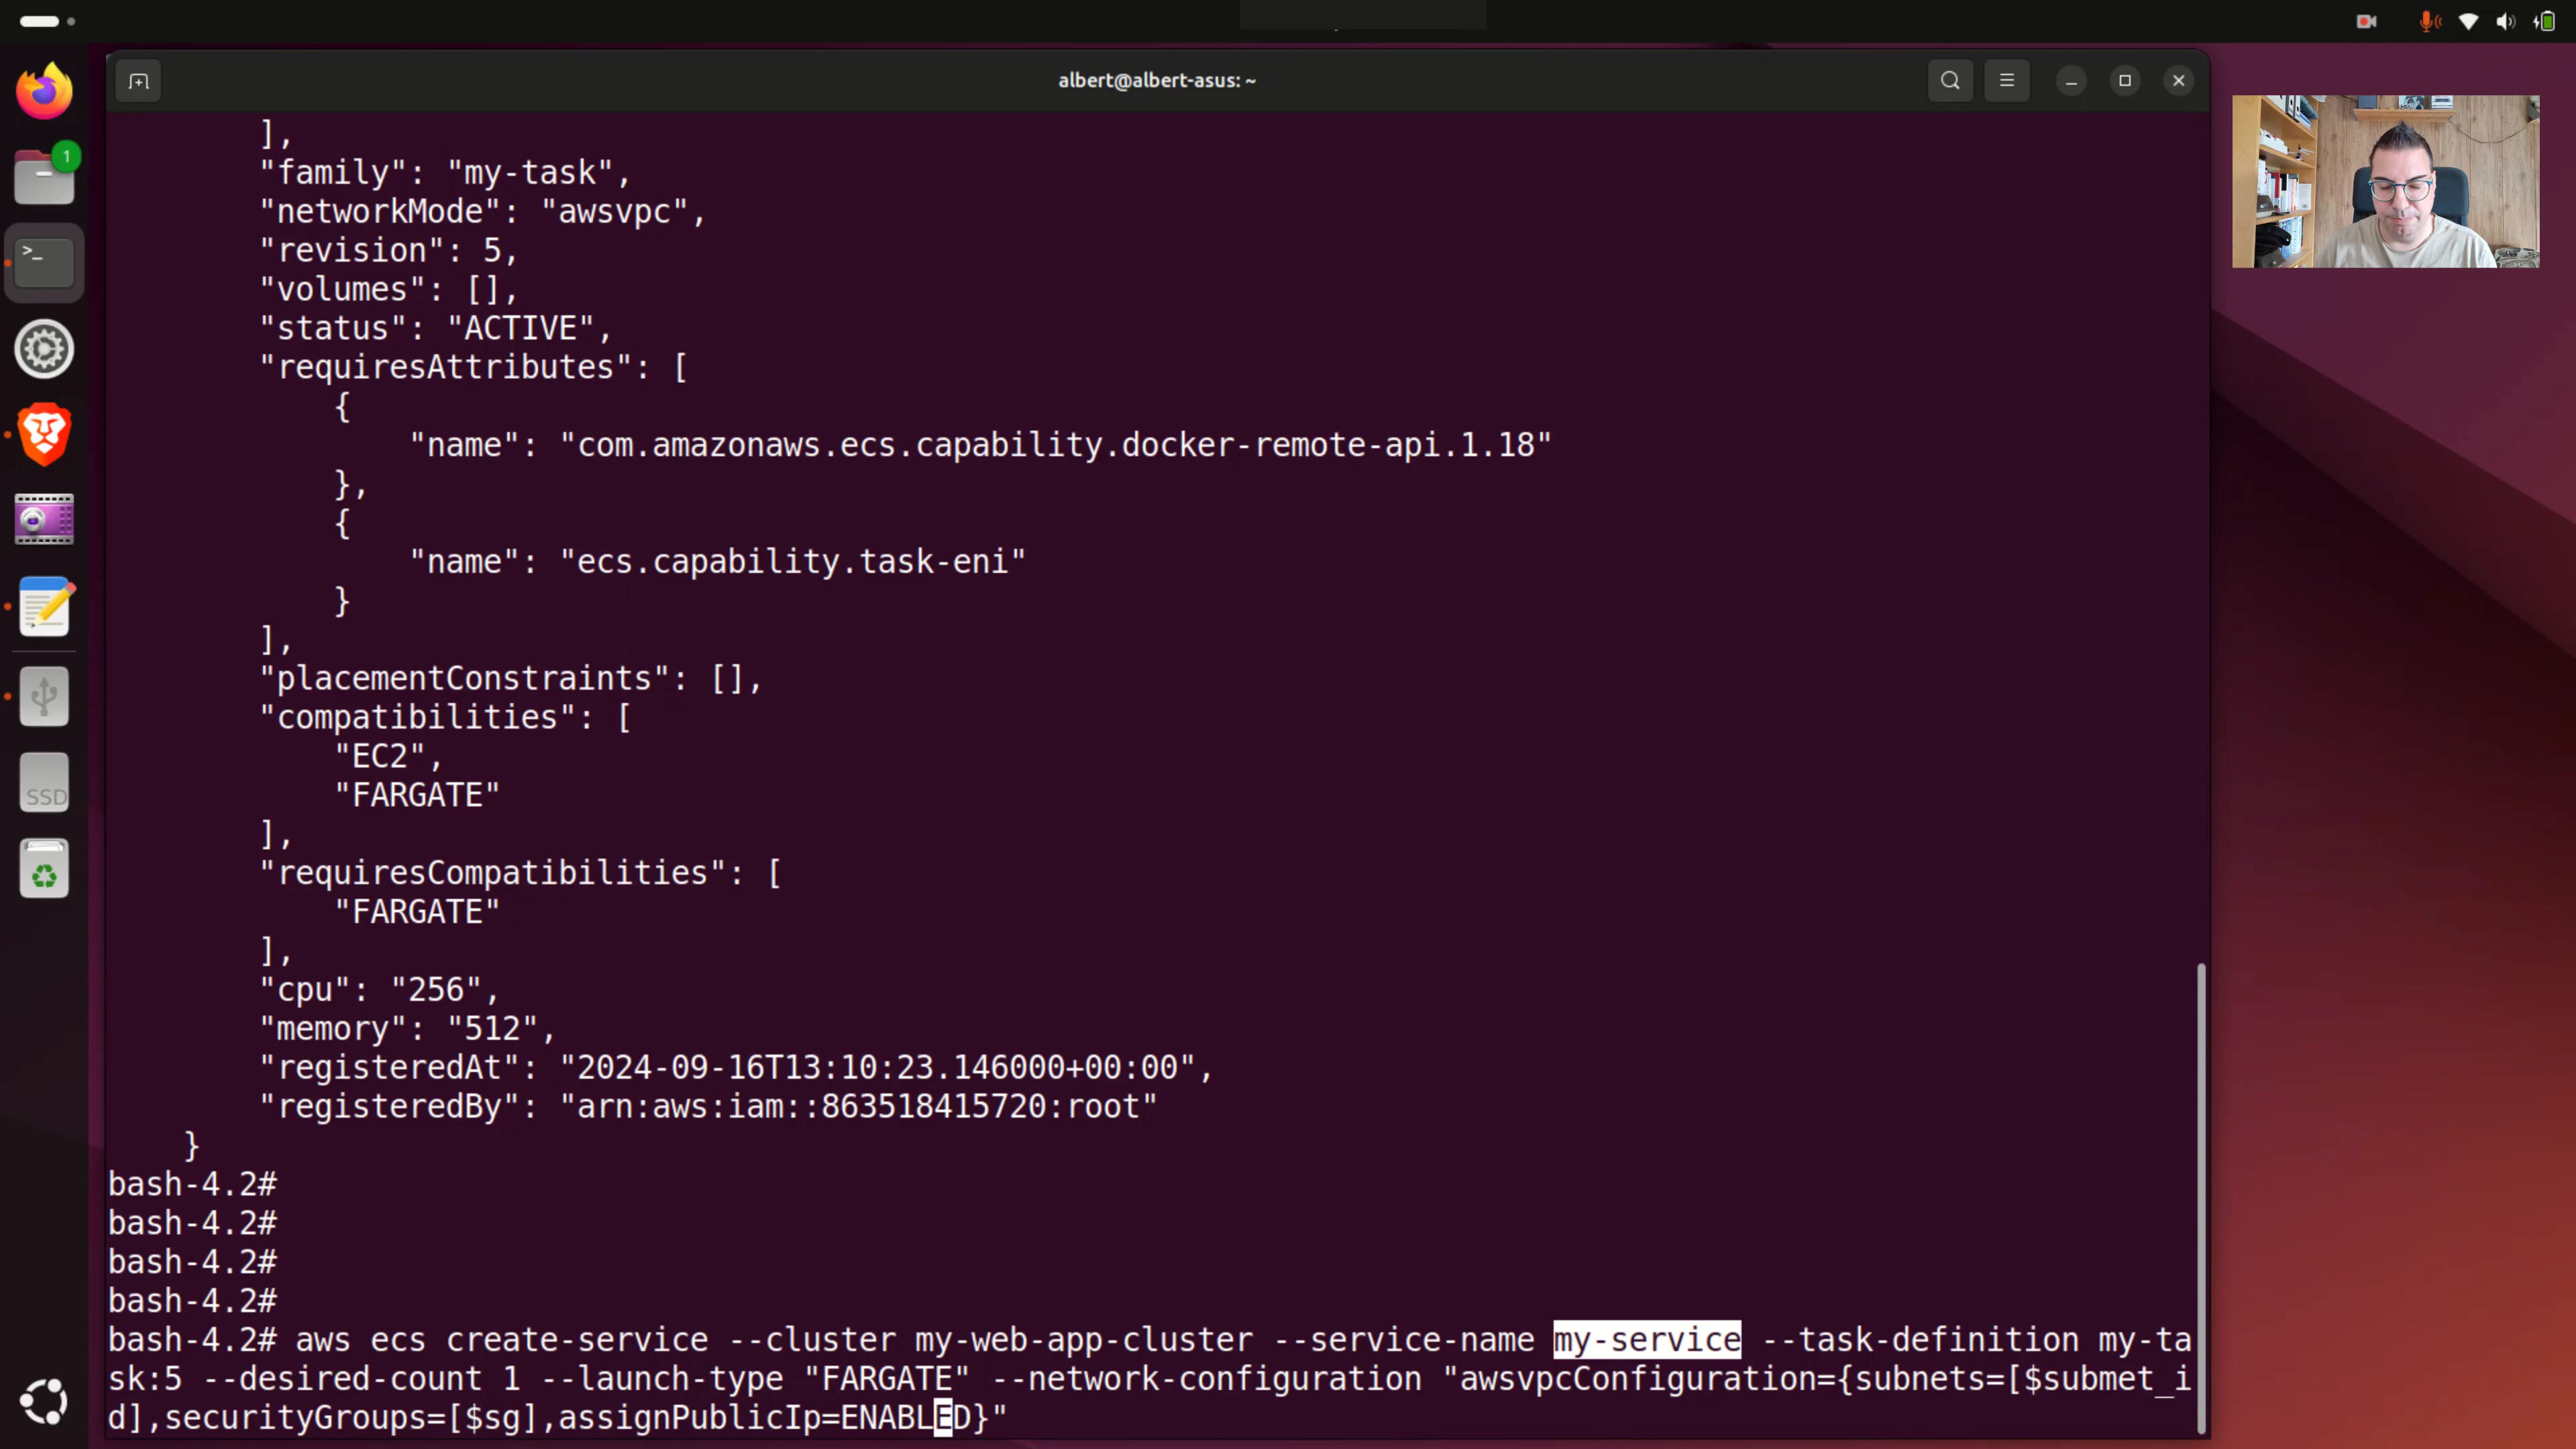 albert@albert-asus: ~
1
],
"family": "my-task",
"networkMode": "awsvpc",
"revision": 5,
"volumes": [],
"status": "ACTIVE",
"requiresAttributes": [
{
"name": "com.amazonaws.ecs.capability.docker-remote-api.1.18"
},
{
"name": "ecs.capability.task-eni"
}
],
"placementConstraints": [],
"compatibilities": [
"EC2",
"FARGATE"
],
"requiresCompatibilities": [
"FARGATE"
],
"cpu": "256",
"memory": "512",
"registeredAt": "2024-09-16T13:10:23.146000+00:00",
"registeredBy": "arn:aws:iam::863518415720:root"
}
bash-4.2#
bash-4.2#
bash-4.2#
bash-4.2#
bash-4.2# aws ecs create-service --cluster my-web-app-cluster --service-name my-service --task-definition my-ta
sk:5 --desired-count 1 --launch-type "FARGATE" --network-configuration "awsvpcConfiguration={subnets=[$submet_i
d],securityGroups=[$sg],assignPublicIp=ENABLED}"
SSD